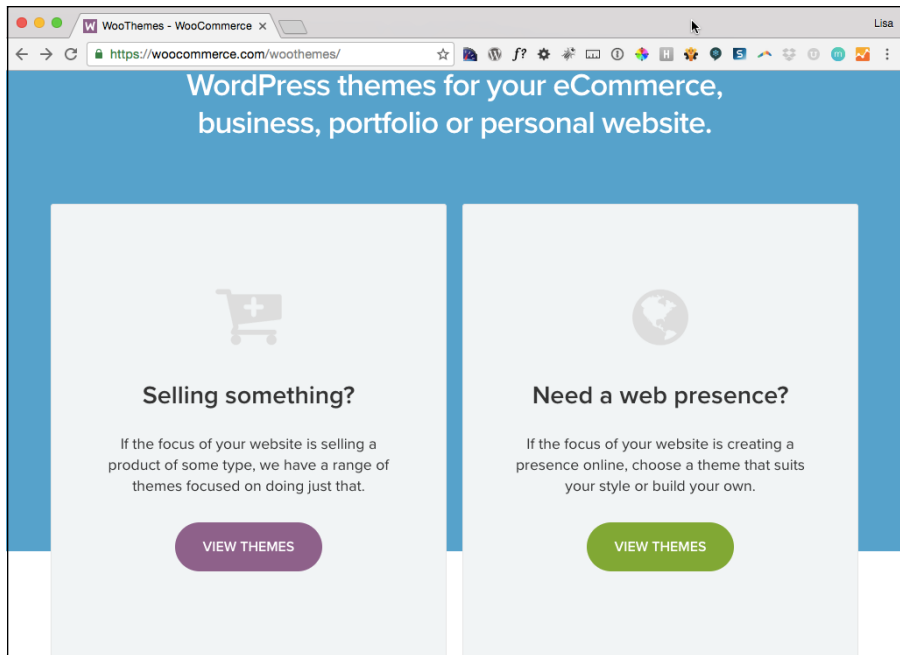 WooThemes - WooCommerce
Lisa
https://woocommerce.com/woothemes/
f?
WordPress themes for your eCommerce,
business, portfolio or personal website.
Selling something?
If the focus of your website is selling a
product of some type, we have a range of
themes focused on doing just that.
VIEW THEMES
Need a web presence?
If the focus of your website is creating a
presence online, choose a theme that suits
your style or build your own.
VIEW THEMES